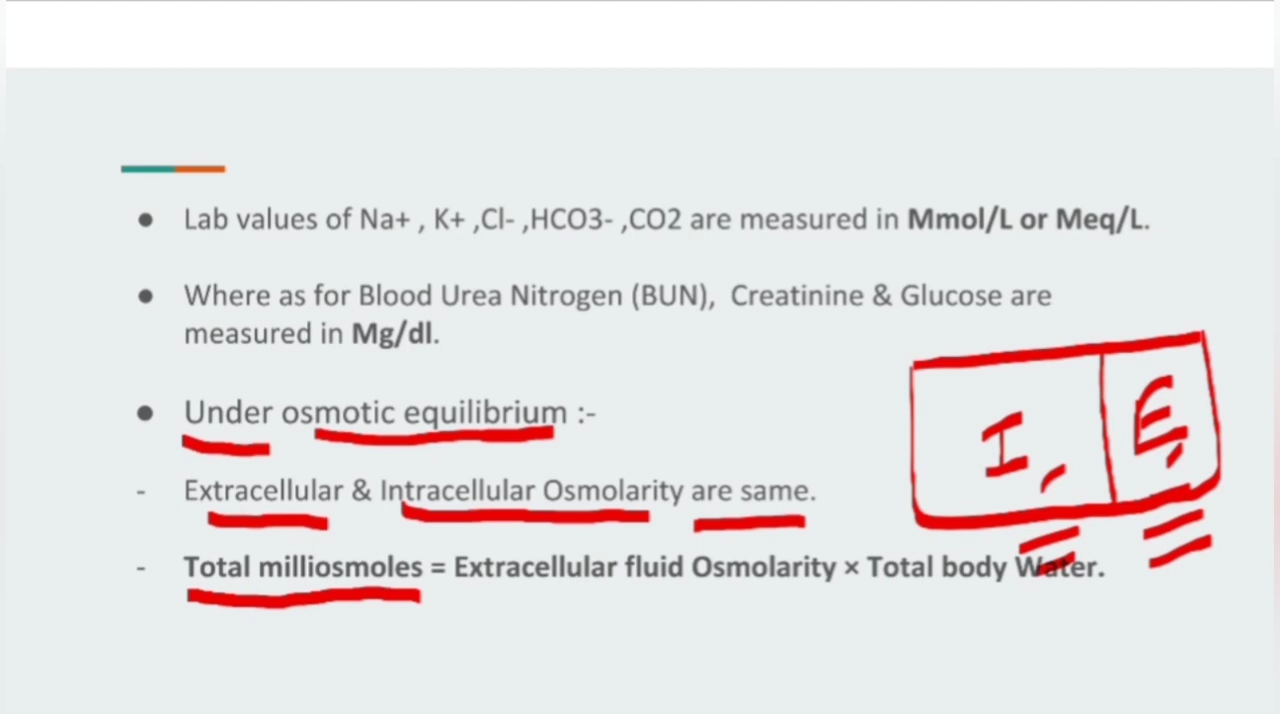 ● Lab values of Na+ , K+ ,Cl- ,HCO3- ,CO2 are measured in Mmol/L or Meq/L.
● Where as for Blood Urea Nitrogen (BUN), Creatinine & Glucose are
measured in Mg/dl.
● Under osmotic equilibrium :-
- Extracellular & Intracellular Osmolarity are same.
- Total milliosmoles = Extracellular fluid Osmolarity × Total body Water.
I E